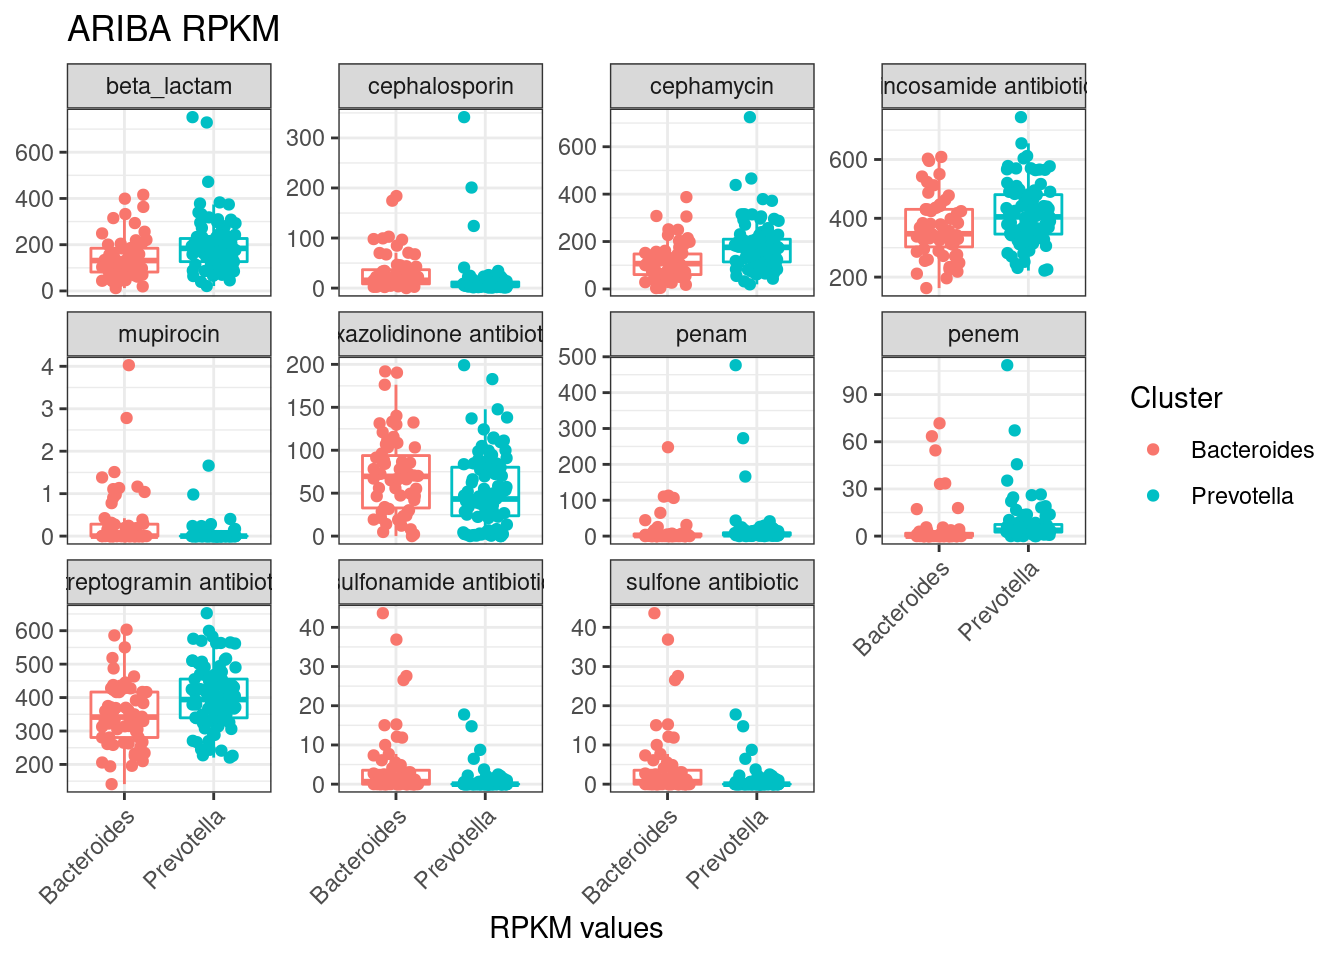 ARIBA RPKM
beta_lactam cephalosporin cephamycin ncosamide antibiotic
600 400 200 0
300 200 100 0
600 400 200 0
600 400 200
mupirocin xazolidinone antibiot penam penem
4 3 2 1 0
200 150 100 50 0
500 400 300 200 100 0
90 60 30 0
Bacteroides Prevotella
treptogramin antibiot sulfonamide antibiotic sulfone antibiotic
600 500 400 300 200
40 30 20 10 0
40 30 20 10 0
Bacteroides Prevotella Bacteroides Prevotella Bacteroides Prevotella
RPKM values
Cluster
Bacteroides
Prevotella